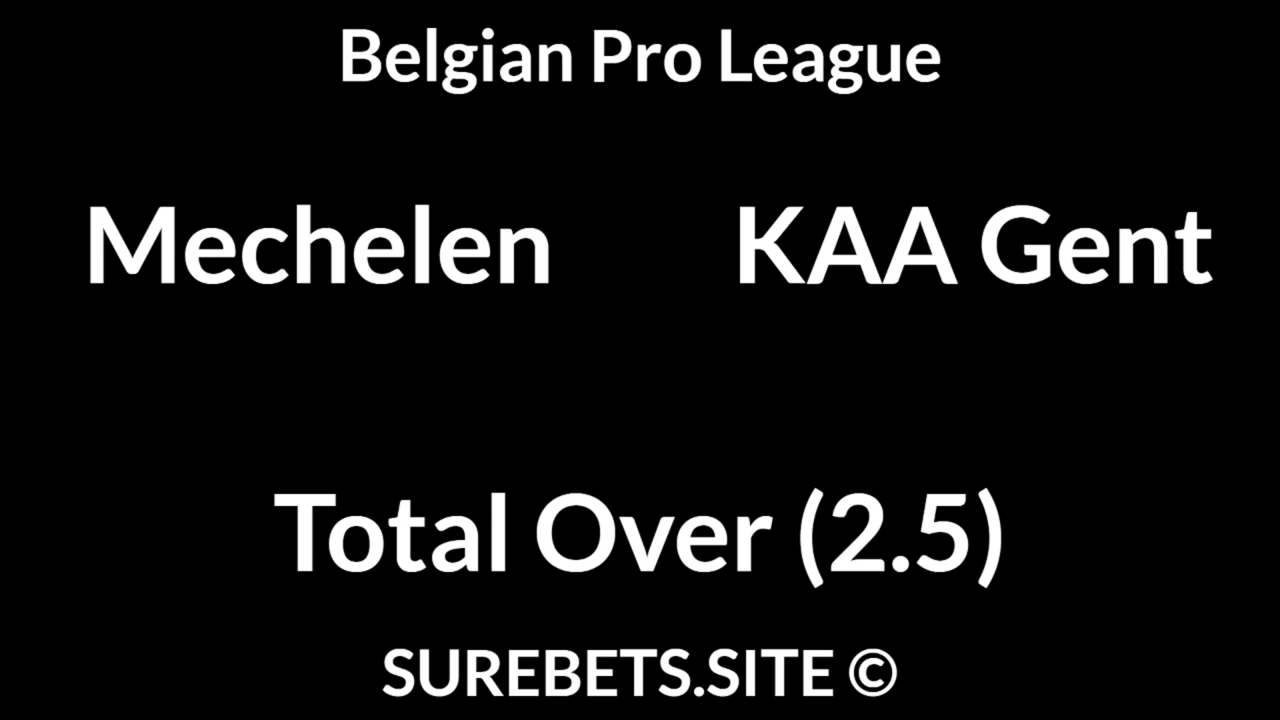 Belgian Pro League
Mechelen KAA Gent
Total Over (2.5)
SUREBETS.SITE ©